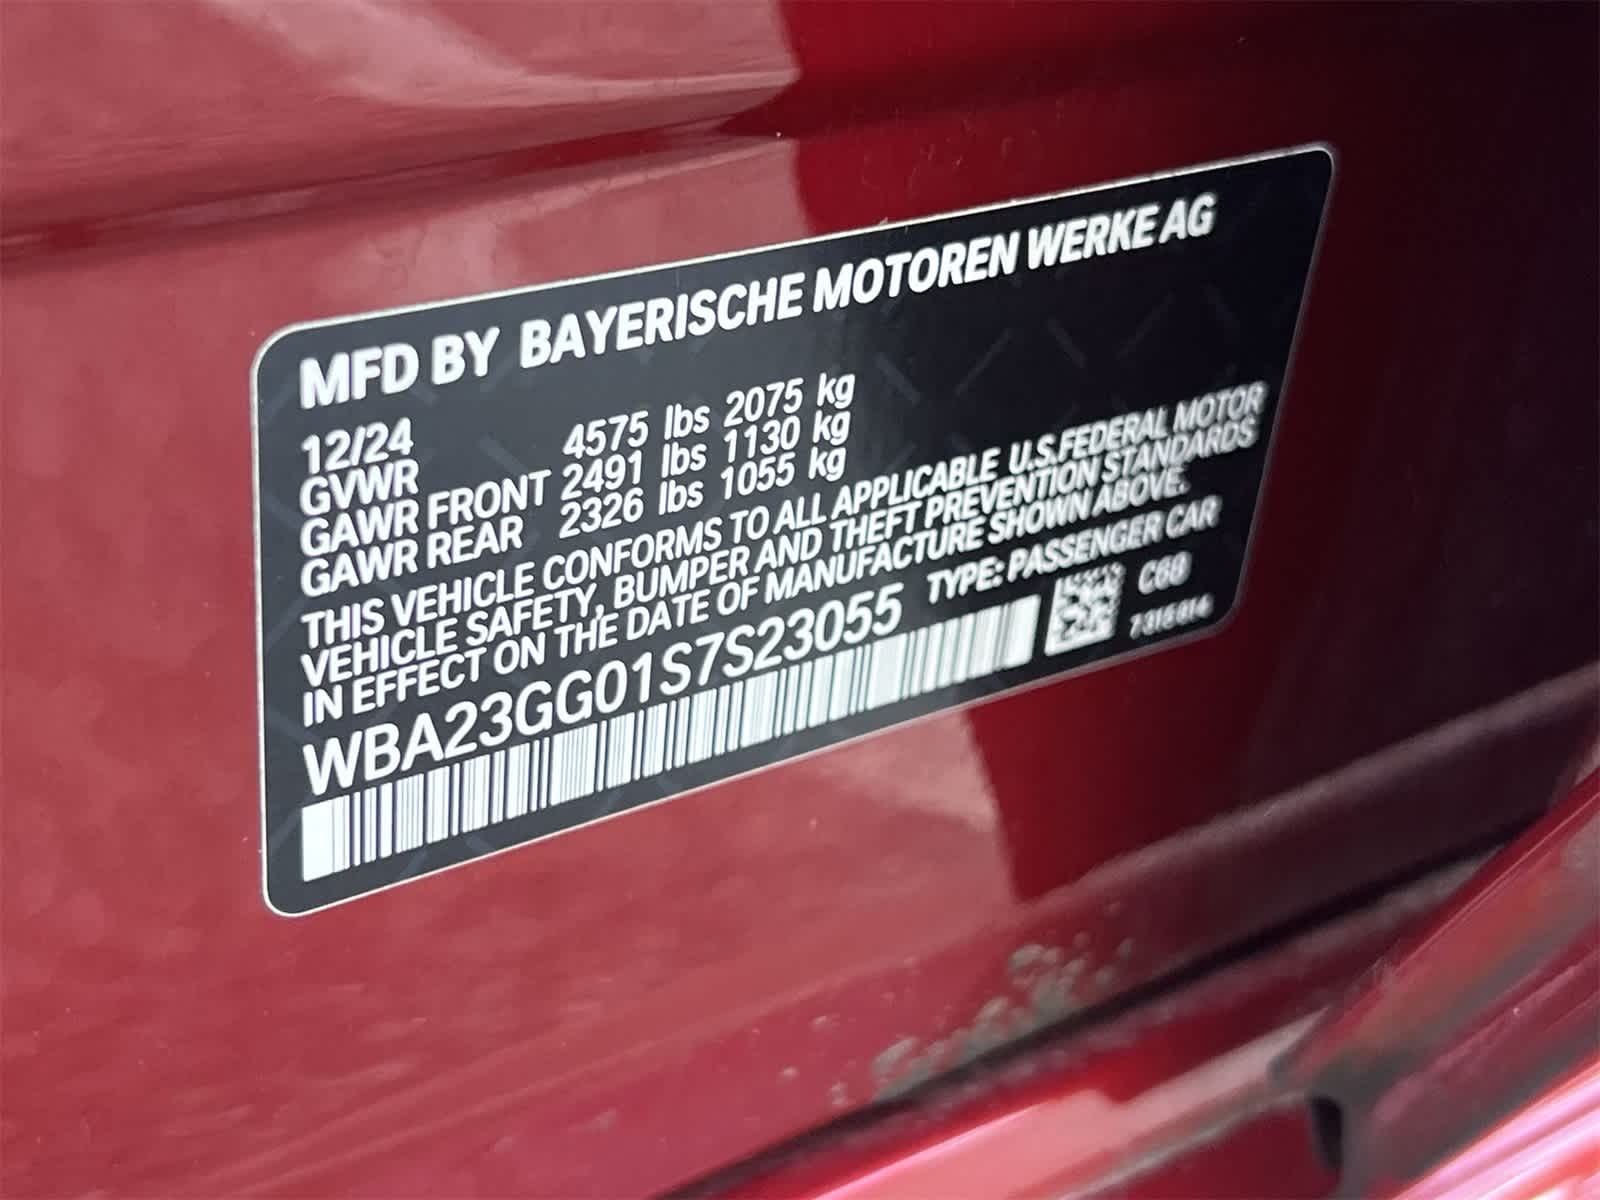 MFD BY BAYERISCHE MOTOREN WERKE AG
12/24
GVWR 4575 lbs 2075 kg
GAWR FRONT 2491 lbs 1130 kg
GAWR REAR 2326 lbs 1055 kg
THIS VEHICLE CONFORMS TO ALL APPLICABLE U.S.FEDERAL MOTOR
VEHICLE SAFETY, BUMPER AND THEFT PREVENTION STANDARDS
IN EFFECT ON THE DATE OF MANUFACTURE SHOWN ABOVE.
WBA23GG01S7S23055 TYPE: PASSENGER CAR
C6B